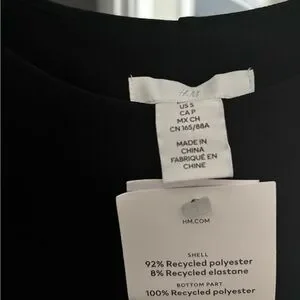 H&M
US S
CA P
MX CH
CN 165/88A
MADE IN
CHINA
FABRIQUÉ EN
CHINE
HM.COM
SHELL
92% Recycled polyester
8% Recycled elastane
BOTTOM PART
100% Recycled polyester